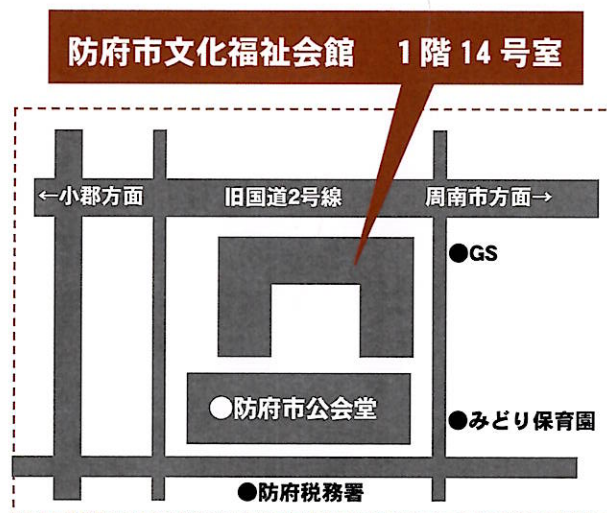 防府市文化福祉会館　1階14号室
←小郡方面　旧国道2号線　周南市方面→
●GS
○防府市公会堂
●みどり保育園
●防府税務署